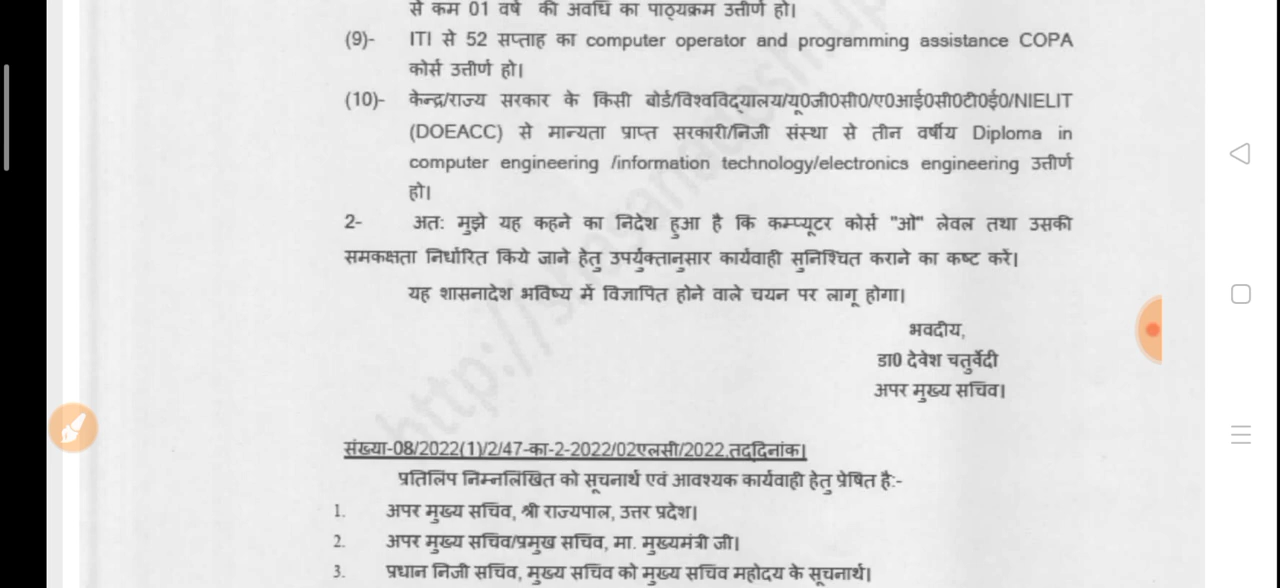 से कम 01 वर्ष की अवधि का पाठ्यक्रम उत्तीर्ण हो।
(9)- ITI से 52 सप्ताह का computer operator and programming assistance COPA
कोर्स उत्तीर्ण हो।
(10)- केन्द्र/राज्य सरकार के किसी बोर्ड/विश्वविद्यालय/यू0जी0सी0/ए0आई0सी0टी0ई0/NIELIT
(DOEACC) से मान्यता प्राप्त सरकारी/निजी संस्था से तीन वर्षीय Diploma in
computer engineering /information technology/electronics engineering उत्तीर्ण
हो।
2- अतः मुझे यह कहने का निदेश हुआ है कि कम्प्यूटर कोर्स "ओ" लेवल तथा उसकी
समकक्षता निर्धारित किये जाने हेतु उपर्युक्तानुसार कार्यवाही सुनिश्चित कराने का कष्ट करें।
यह शासनादेश भविष्य में विज्ञापित होने वाले चयन पर लागू होगा।
भवदीय,
डा0 देवेश चतुर्वेदी
अपर मुख्य सचिव।
संख्या-08/2022(1)/2/47-का-2-2022/02एलसी/2022,तद्दिनांक।
प्रतिलिप निम्नलिखित को सूचनार्थ एवं आवश्यक कार्यवाही हेतु प्रेषित है:-
1. अपर मुख्य सचिव, श्री राज्यपाल, उत्तर प्रदेश।
2. अपर मुख्य सचिव/प्रमुख सचिव, मा. मुख्यमंत्री जी।
3. प्रधान निजी सचिव, मुख्य सचिव को मुख्य सचिव महोदय के सूचनार्थ।